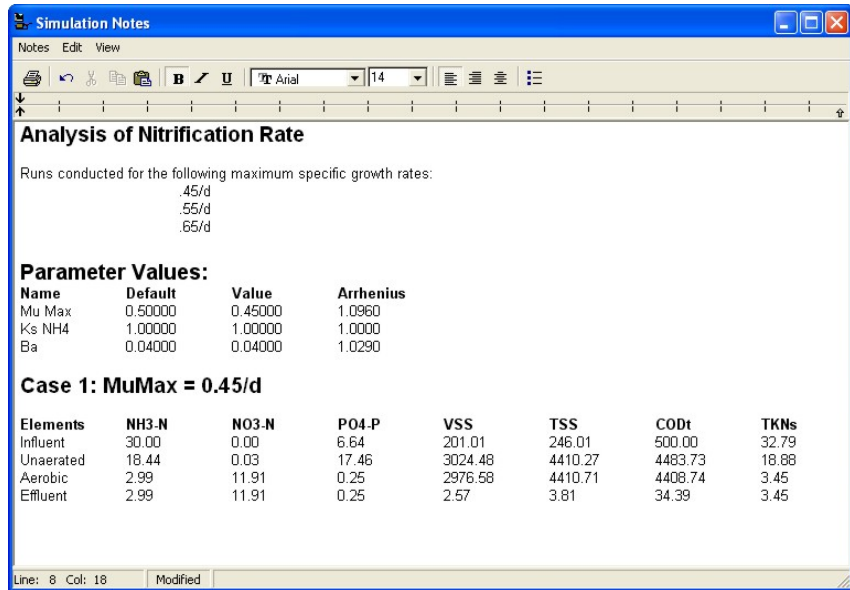 Simulation Notes
Notes Edit View
B I U Tr Arial 14
Analysis of Nitrification Rate
Runs conducted for the following maximum specific growth rates:
.45/d
.55/d
.65/d
Parameter Values:
Name Default Value Arrhenius
Mu Max 0.50000 0.45000 1.0960
Ks NH4 1.00000 1.00000 1.0000
Ba 0.04000 0.04000 1.0290
Case 1: MuMax = 0.45/d
Elements NH3-N NO3-N PO4-P VSS TSS CODt TKNs
Influent 30.00 0.00 6.64 201.01 246.01 500.00 32.79
Unaerated 18.44 0.03 17.46 3024.48 4410.27 4483.73 18.88
Aerobic 2.99 11.91 0.25 2976.58 4410.71 4408.74 3.45
Effluent 2.99 11.91 0.25 2.57 3.81 34.39 3.45
Line: 8 Col: 18 Modified